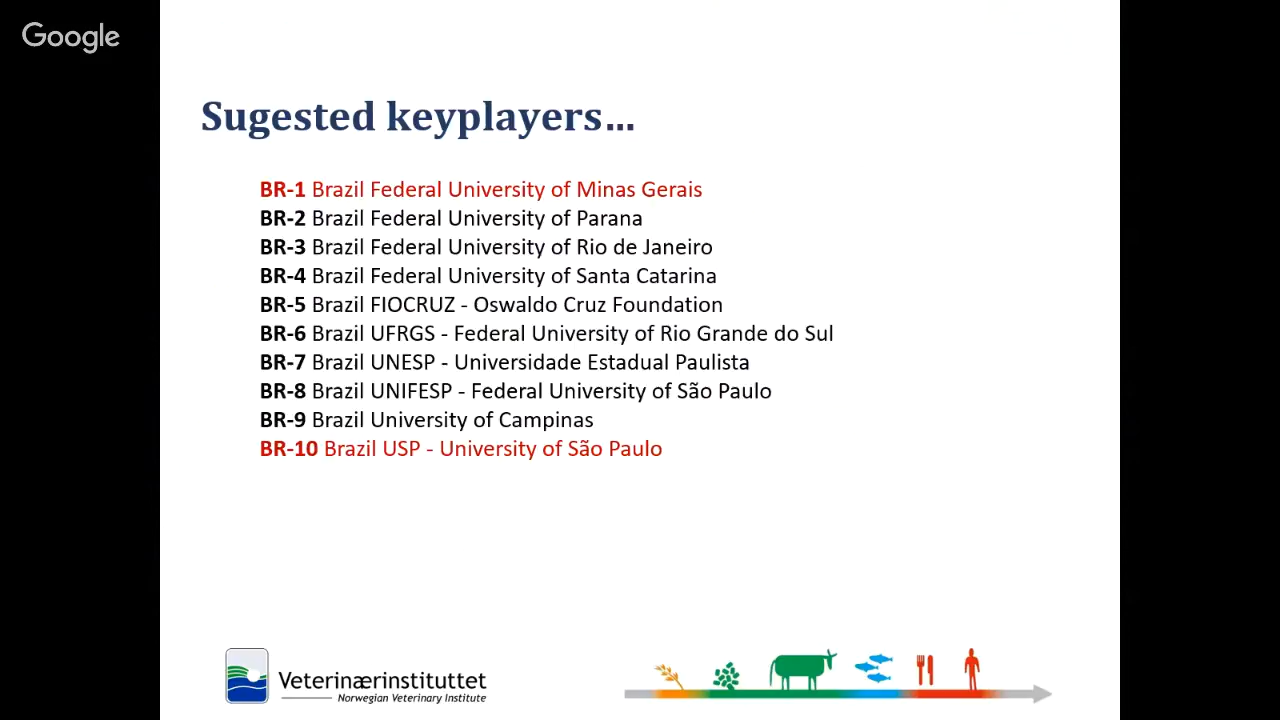 Google
Sugested keyplayers...
BR-1 Brazil Federal University of Minas Gerais
BR-2 Brazil Federal University of Parana
BR-3 Brazil Federal University of Rio de Janeiro
BR-4 Brazil Federal University of Santa Catarina
BR-5 Brazil FIOCRUZ - Oswaldo Cruz Foundation
BR-6 Brazil UFRGS - Federal University of Rio Grande do Sul
BR-7 Brazil UNESP - Universidade Estadual Paulista
BR-8 Brazil UNIFESP - Federal University of São Paulo
BR-9 Brazil University of Campinas
BR-10 Brazil USP - University of São Paulo
Veterinærinstituttet
Norwegian Veterinary Institute